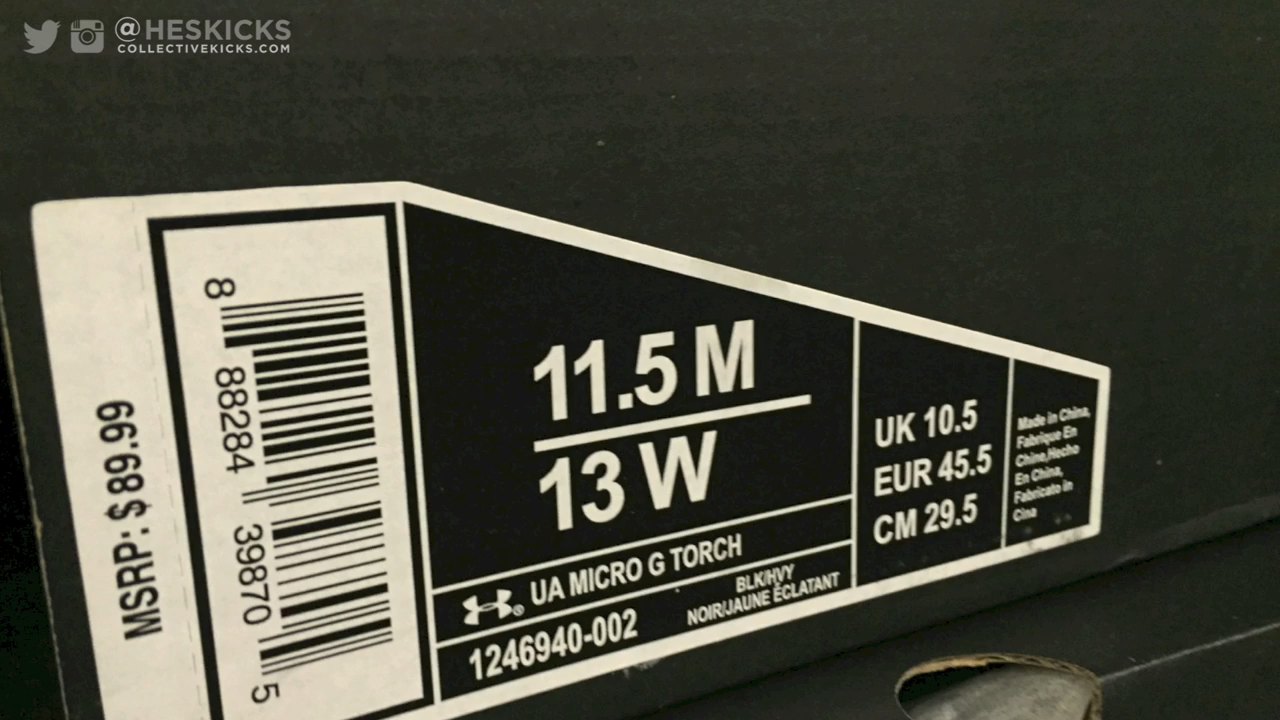 @HESKICKS
COLLECTIVEKICKS.COM
MSRP: $ 89.99
8 88284 39870 5
11.5 M
13 W
UA MICRO G TORCH
1246940-002
BLK/HVY
NOIR/JAUNE ÉCLATANT
UK 10.5
EUR 45.5
CM 29.5
Made in China,
Fabrique En
Chine,Hecho
En China,
Fabricato in
Cina